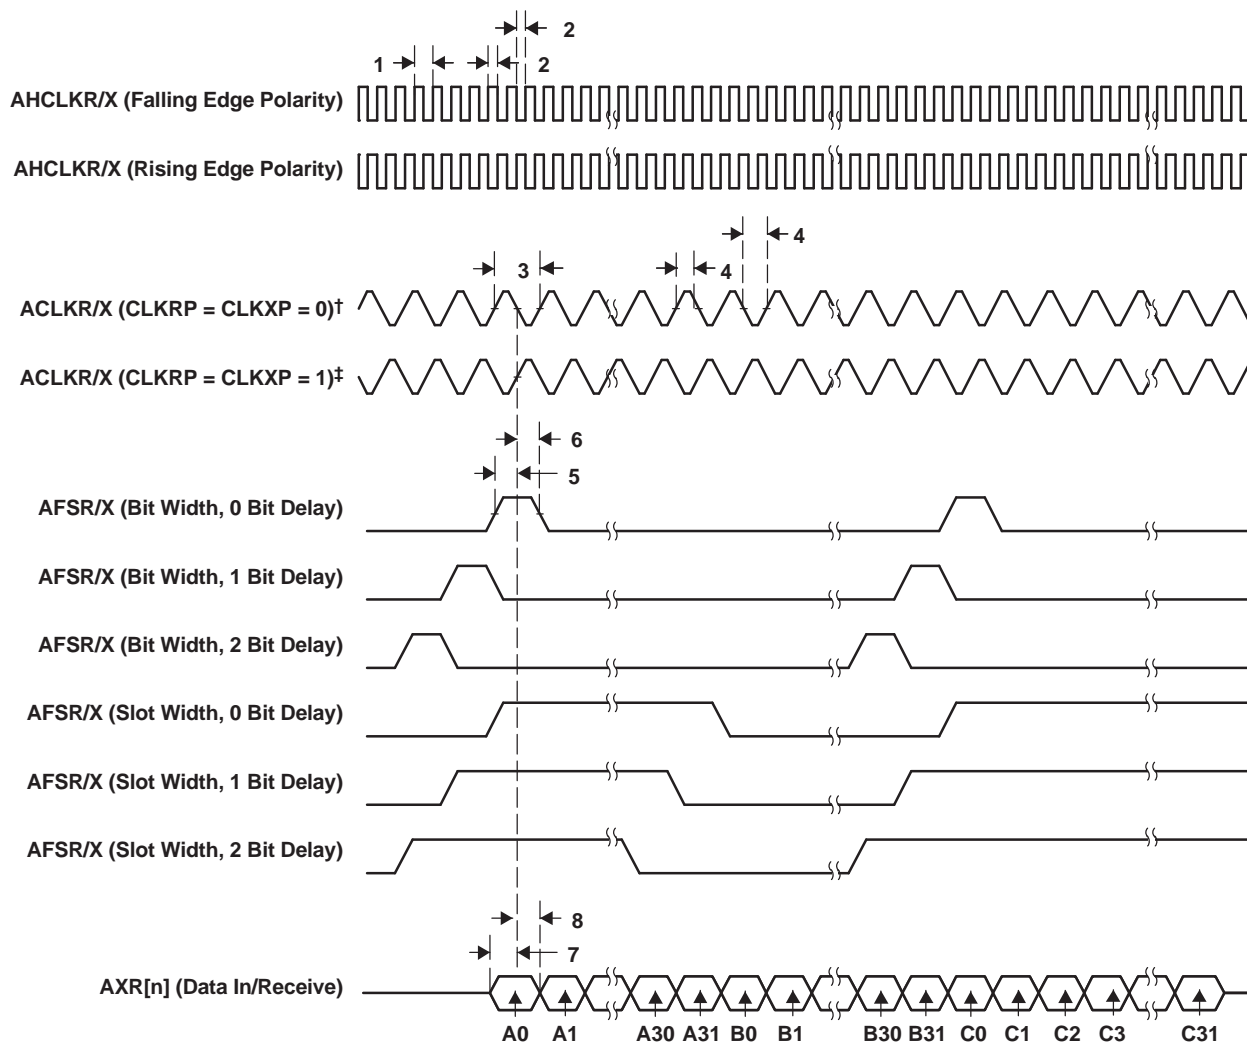 2
1
2
AHCLKR/X (Falling Edge Polarity)
AHCLKR/X (Rising Edge Polarity)
4
3
4
ACLKR/X (CLKRP = CLKXP = 0)†
ACLKR/X (CLKRP = CLKXP = 1)‡
6
5
AFSR/X (Bit Width, 0 Bit Delay)
AFSR/X (Bit Width, 1 Bit Delay)
AFSR/X (Bit Width, 2 Bit Delay)
AFSR/X (Slot Width, 0 Bit Delay)
AFSR/X (Slot Width, 1 Bit Delay)
AFSR/X (Slot Width, 2 Bit Delay)
8
7
AXR[n] (Data In/Receive)
A0 A1 A30 A31 B0 B1 B30 B31 C0 C1 C2 C3 C31